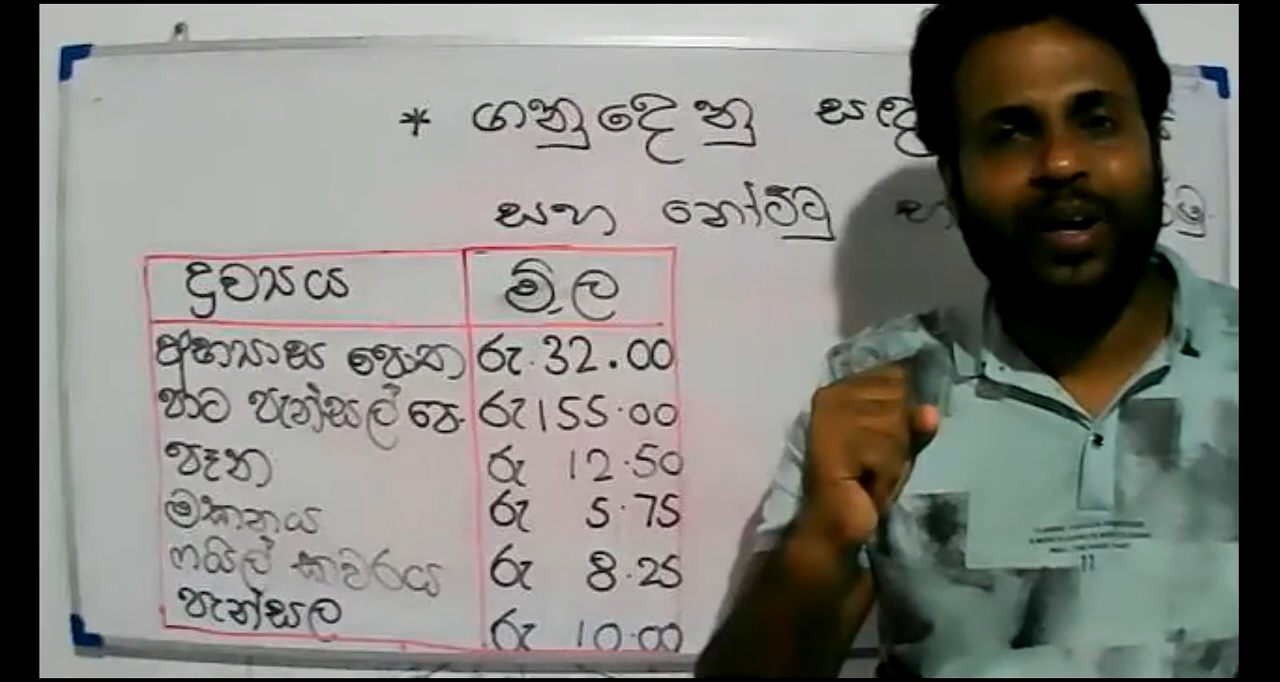 * ගනුදෙනු
සහ නෝට්ටු
ද්‍රව්‍යය මිල
අභ්‍යාස පොත රු. 32.00
පාට පැන්සල් පෙ රු 155.00
පෑන රු 12.50
මකනය රු 5.75
ෆයිල් කවරය රු 8.25
පැන්සල රු 10.00
11